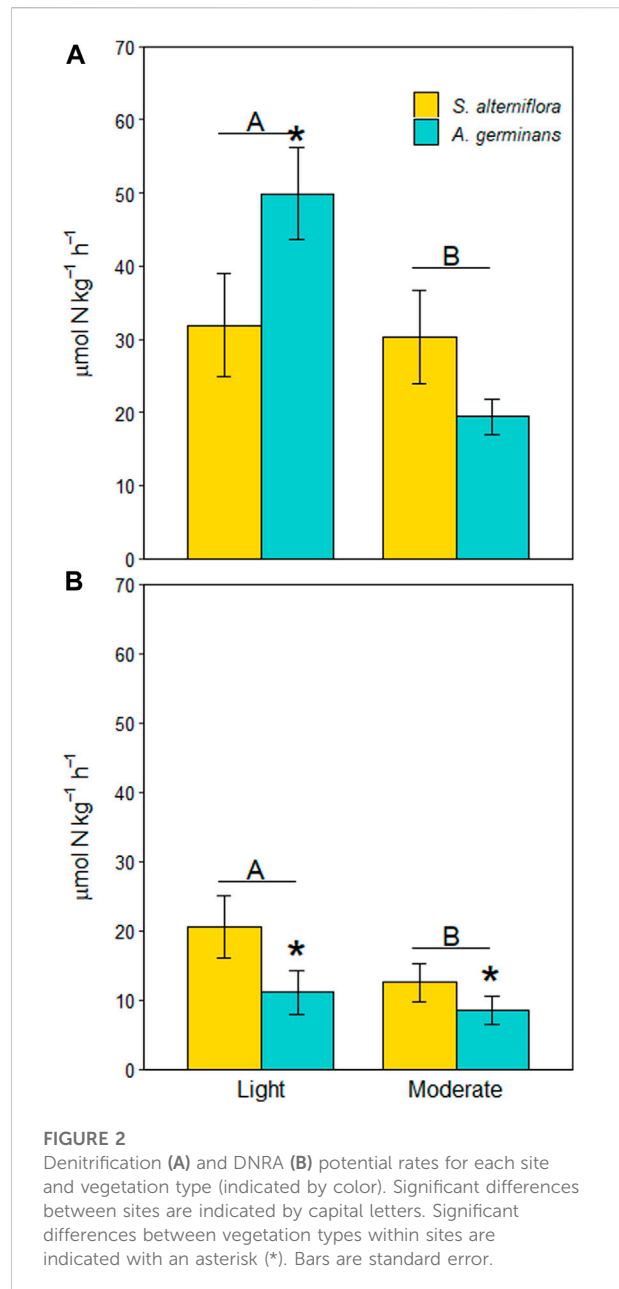 A
70
60
50
40
30
20
10
0
µmol N kg⁻¹ h⁻¹
S. alterniflora
A. germinans
A
*
B
B
70
60
50
40
30
20
10
0
µmol N kg⁻¹ h⁻¹
A
*
B
*
Light Moderate
FIGURE 2
Denitrification (A) and DNRA (B) potential rates for each site
and vegetation type (indicated by color). Significant differences
between sites are indicated by capital letters. Significant
differences between vegetation types within sites are
indicated with an asterisk (*). Bars are standard error.